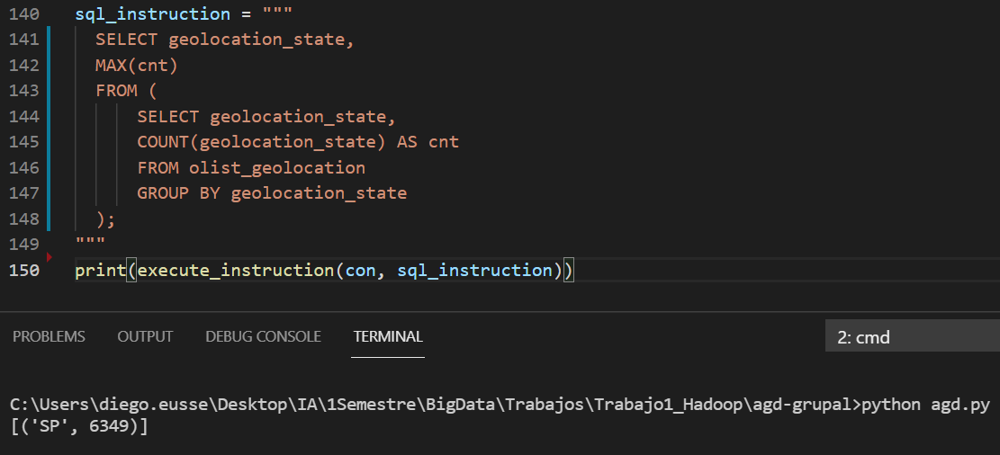 140 sql_instruction = """
141 SELECT geolocation_state,
142 MAX(cnt)
143 FROM (
144 SELECT geolocation_state,
145 COUNT(geolocation_state) AS cnt
146 FROM olist_geolocation
147 GROUP BY geolocation_state
148 );
149 """
150 print(execute_instruction(con, sql_instruction))
PROBLEMS OUTPUT DEBUG CONSOLE TERMINAL 2: cmd
C:\Users\diego.eusse\Desktop\IA\1Semestre\BigData\Trabajos\Trabajo1_Hadoop\agd-grupal>python agd.py
[('SP', 6349)]